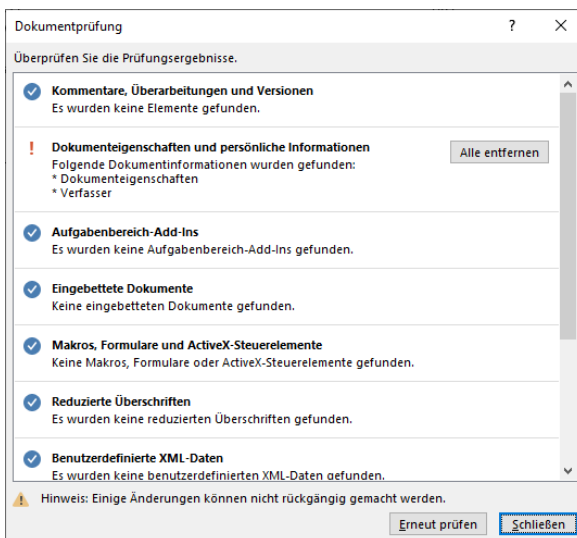 Dokumentprüfung
Überprüfen Sie die Prüfungsergebnisse.
Kommentare, Überarbeitungen und Versionen
Es wurden keine Elemente gefunden.
Dokumenteigenschaften und persönliche Informationen
Alle entfernen
Folgende Dokumentinformationen wurden gefunden:
* Dokumenteigenschaften
* Verfasser
Aufgabenbereich-Add-Ins
Es wurden keine Aufgabenbereich-Add-Ins gefunden.
Eingebettete Dokumente
Keine eingebetteten Dokumente gefunden.
Makros, Formulare und ActiveX-Steuerelemente
Keine Makros, Formulare oder ActiveX-Steuerelemente gefunden.
Reduzierte Überschriften
Es wurden keine reduzierten Überschriften gefunden.
Benutzerdefinierte XML-Daten
Es wurden keine benutzerdefinierten XML-Daten gefunden.
Hinweis: Einige Änderungen können nicht rückgängig gemacht werden.
Erneut prüfen
Schließen